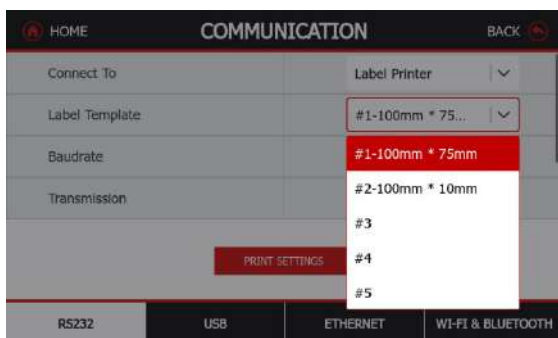 HOME COMMUNICATION BACK
Connect To Label Printer
Label Template #1-100mm * 75...
Baudrate #1-100mm * 75mm
#2-100mm * 10mm
Transmission
#3
PRINT SETTINGS #4
#5
RS232 USB ETHERNET WI-FI & BLUETOOTH